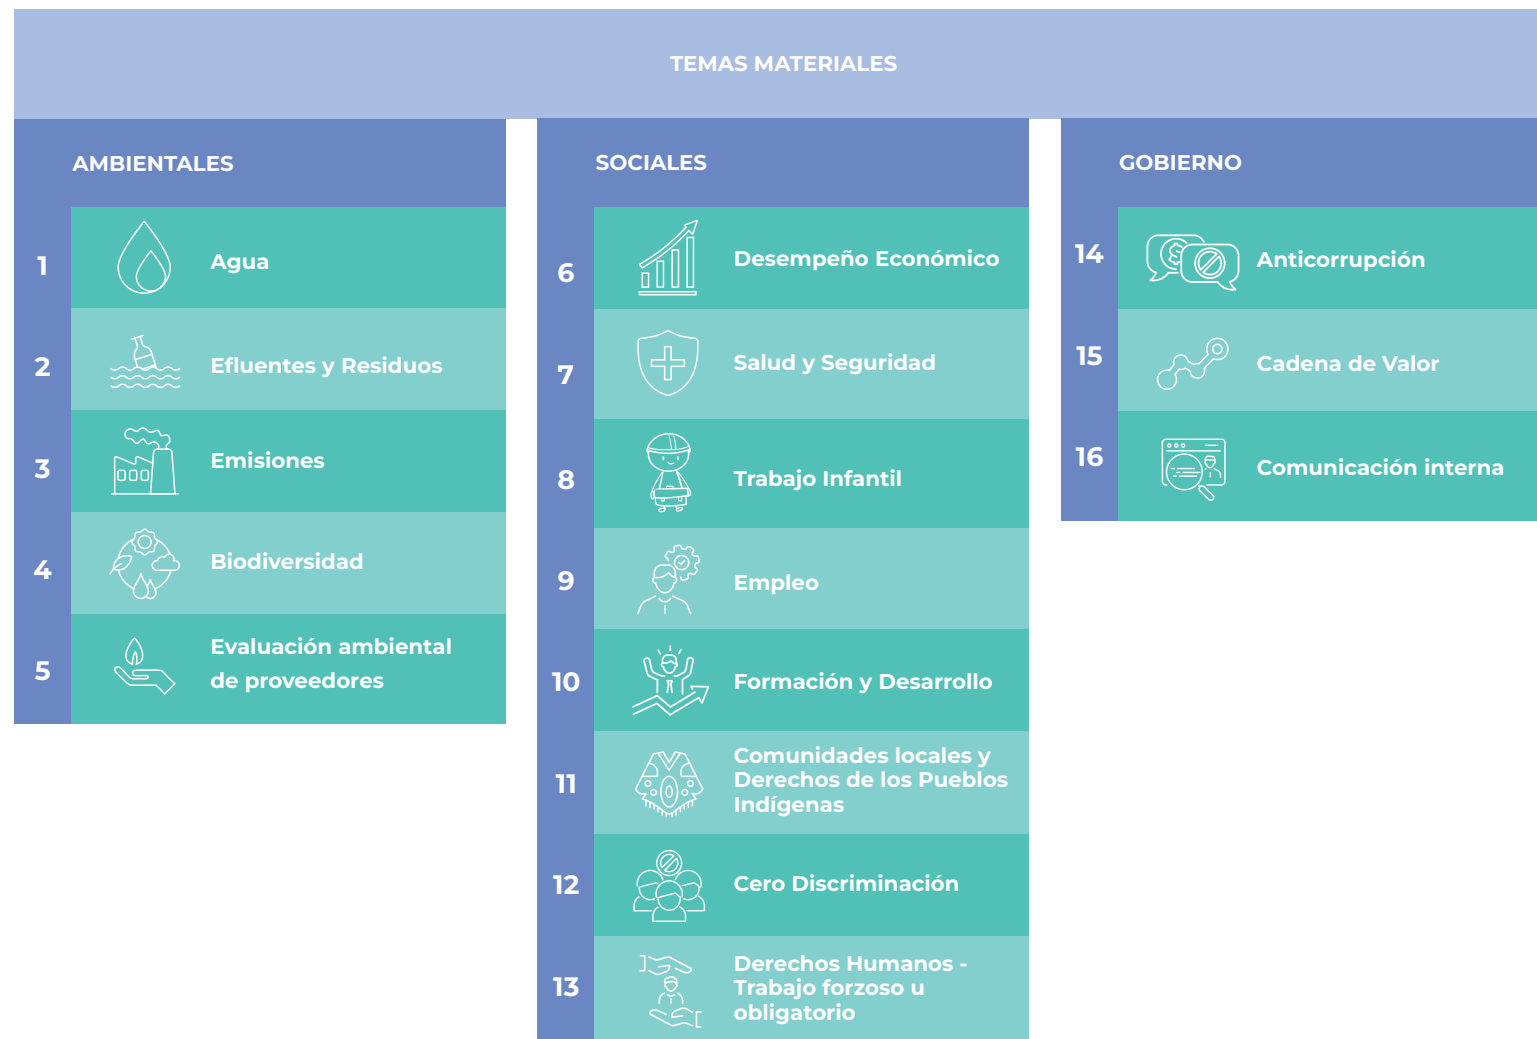 TEMAS MATERIALES
AMBIENTALES
1
Agua
2
Efluentes y Residuos
3
Emisiones
4
Biodiversidad
5
Evaluación ambiental
de proveedores
SOCIALES
6
Desempeño Económico
7
Salud y Seguridad
8
Trabajo Infantil
9
Empleo
10
Formación y Desarrollo
11
Comunidades locales y
Derechos de los Pueblos
Indígenas
12
Cero Discriminación
13
Derechos Humanos -
Trabajo forzoso u
obligatorio
GOBIERNO
14
Anticorrupción
15
Cadena de Valor
16
Comunicación interna